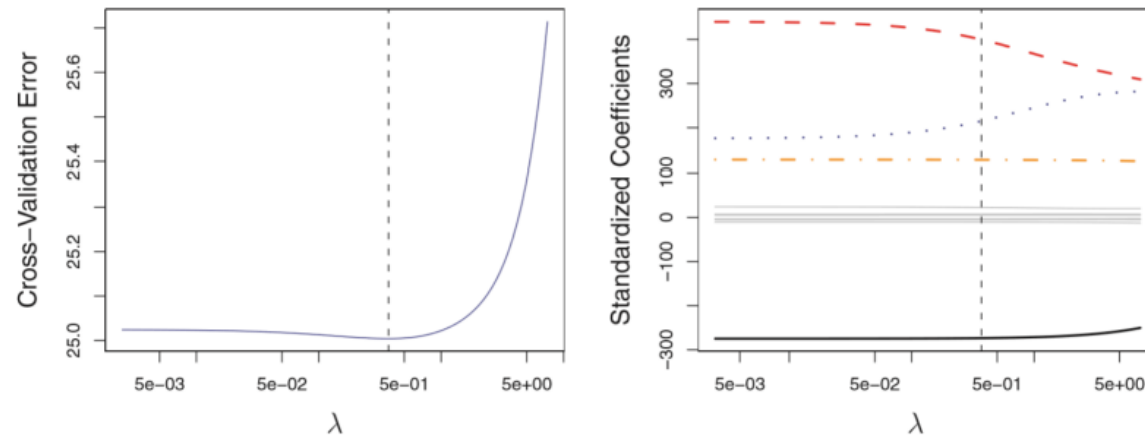 Cross−Validation Error
25.0 25.2 25.4 25.6
5e−03 5e−02 5e−01 5e+00
λ
Standardized Coefficients
−300 −100 0 100 300
5e−03 5e−02 5e−01 5e+00
λ